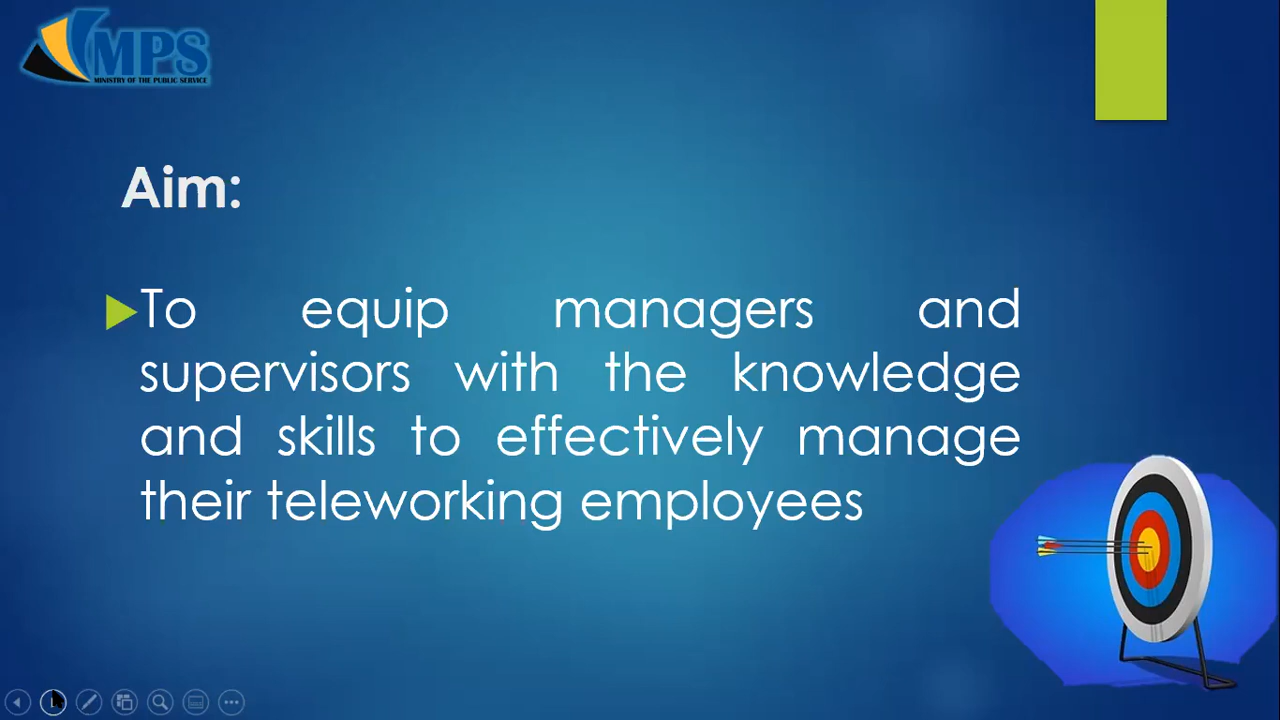 MPS
MINISTRY OF THE PUBLIC SERVICE
Aim:
To equip managers and
supervisors with the knowledge
and skills to effectively manage
their teleworking employees